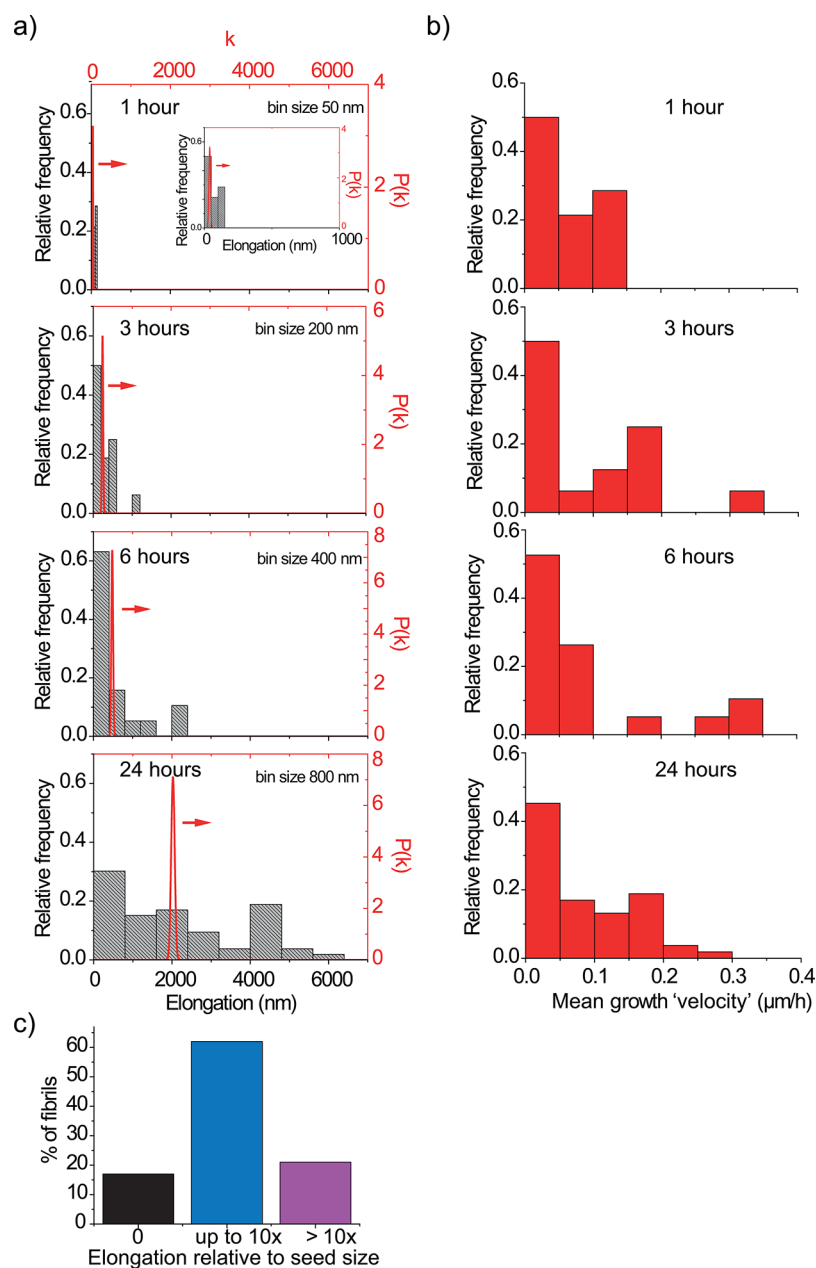 a)
k
0 2000 4000 6000
1 hour
bin size 50 nm
Relative frequency
0.6
0.4
0.2
0.0
P(k)
4
2
0
Relative frequency
0.6
0.0
P(k)
4
3
2
1
0
0 1000
Elongation (nm)
3 hours
bin size 200 nm
Relative frequency
0.6
0.4
0.2
0.0
P(k)
6
4
2
0
6 hours
bin size 400 nm
Relative frequency
0.6
0.4
0.2
0.0
P(k)
8
6
4
2
0
24 hours
bin size 800 nm
Relative frequency
0.6
0.4
0.2
0.0
P(k)
8
6
4
2
0
0 2000 4000 6000
Elongation (nm)
b)
1 hour
Relative frequency
0.6
0.4
0.2
0.0
3 hours
Relative frequency
0.6
0.4
0.2
0.0
6 hours
Relative frequency
0.6
0.4
0.2
0.0
24 hours
Relative frequency
0.6
0.4
0.2
0.0
0.0 0.1 0.2 0.3 0.4
Mean growth ‘velocity’ (μm/h)
c)
% of fibrils
60
50
40
30
20
10
0
0 up to 10x > 10x
Elongation relative to seed size